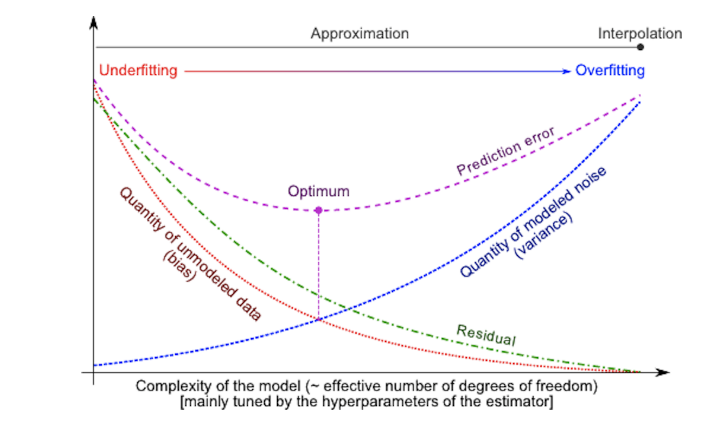 Approximation
Interpolation
Underfitting
Overfitting
Prediction error
Optimum
Quantity of unmodeled data
(bias)
Quantity of modeled noise
(variance)
Residual
Complexity of the model (~ effective number of degrees of freedom)
[mainly tuned by the hyperparameters of the estimator]